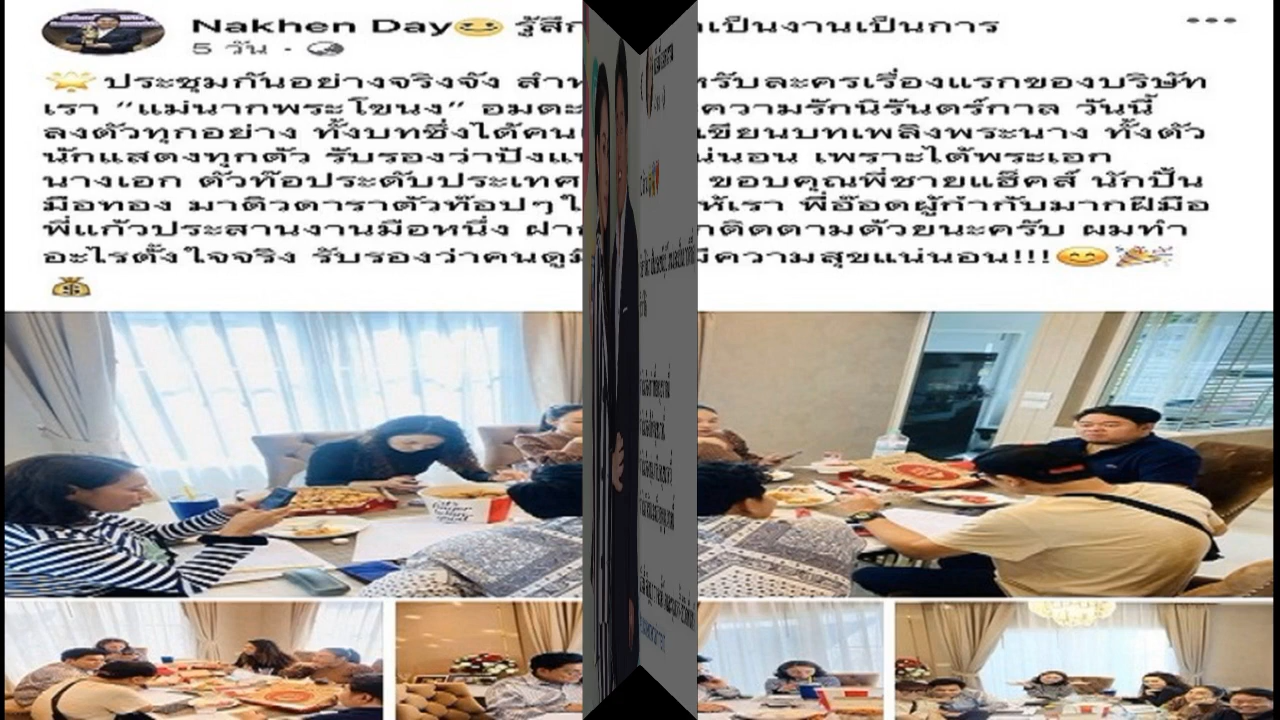 Nakhen Day รู้สึก เป็นงานเป็นการ
5 วัน
ประชุมกันอย่างจริงจัง สำห รับละครเรื่องแรกของบริษัท
เรา “แม่นากพระโขนง” อมตะ ความรักนิรันดร์กาล วันนี้
ลงตัวทุกอย่าง ทั้งบทซึ่งได้คน เขียนบทเพลิงพระนาง ทั้งตัว
นักแสดงทุกตัว รับรองว่าปังแ น่นอน เพราะได้พระเอก
นางเอก ตัวท๊อประดับประเทศ ขอบคุณพี่ชายแฮ็คส์ นักปั้น
มือทอง มาติวดาราตัวท๊อปๆใ ห้เรา พี่อ๊อดผู้กำกับมากฝีมือ
พี่แก้วประสานงานมือหนึ่ง ฝา กติดตามด้วยนะครับ ผมทำ
อะไรตั้งใจจริง รับรองว่าคนดูมี มีความสุขแน่นอน!!!